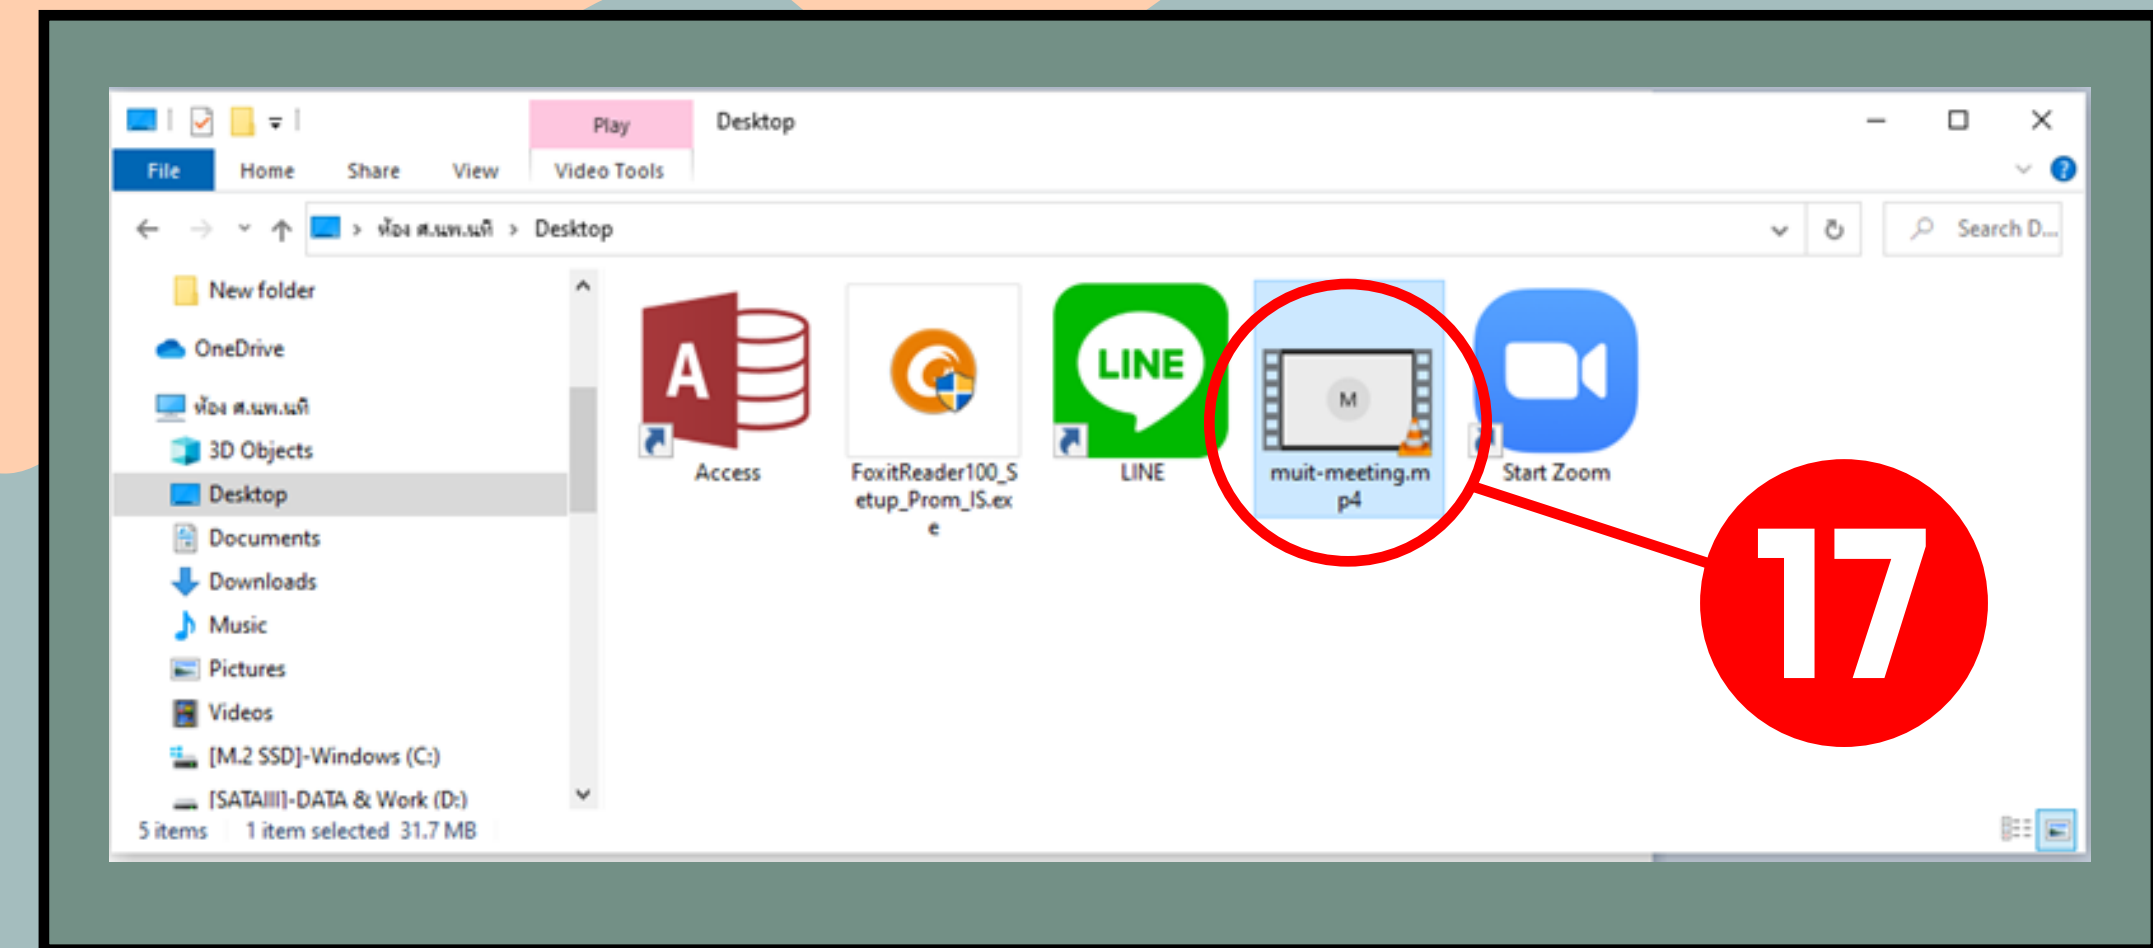 Play
Desktop
File
Home
Share
View
Video Tools
ห้อง ศ.นพ.นที > Desktop
Search D...
New folder
OneDrive
ห้อง ศ.นพ.นที
3D Objects
Desktop
Documents
Downloads
Music
Pictures
Videos
[M.2 SSD]-Windows (C:)
[SATAIII]-DATA & Work (D:)
A
Access
FoxitReader100_S
etup_Prom_IS.ex
e
LINE
LINE
M
muit-meeting.m
p4
Start Zoom
17
5 items
1 item selected 31.7 MB